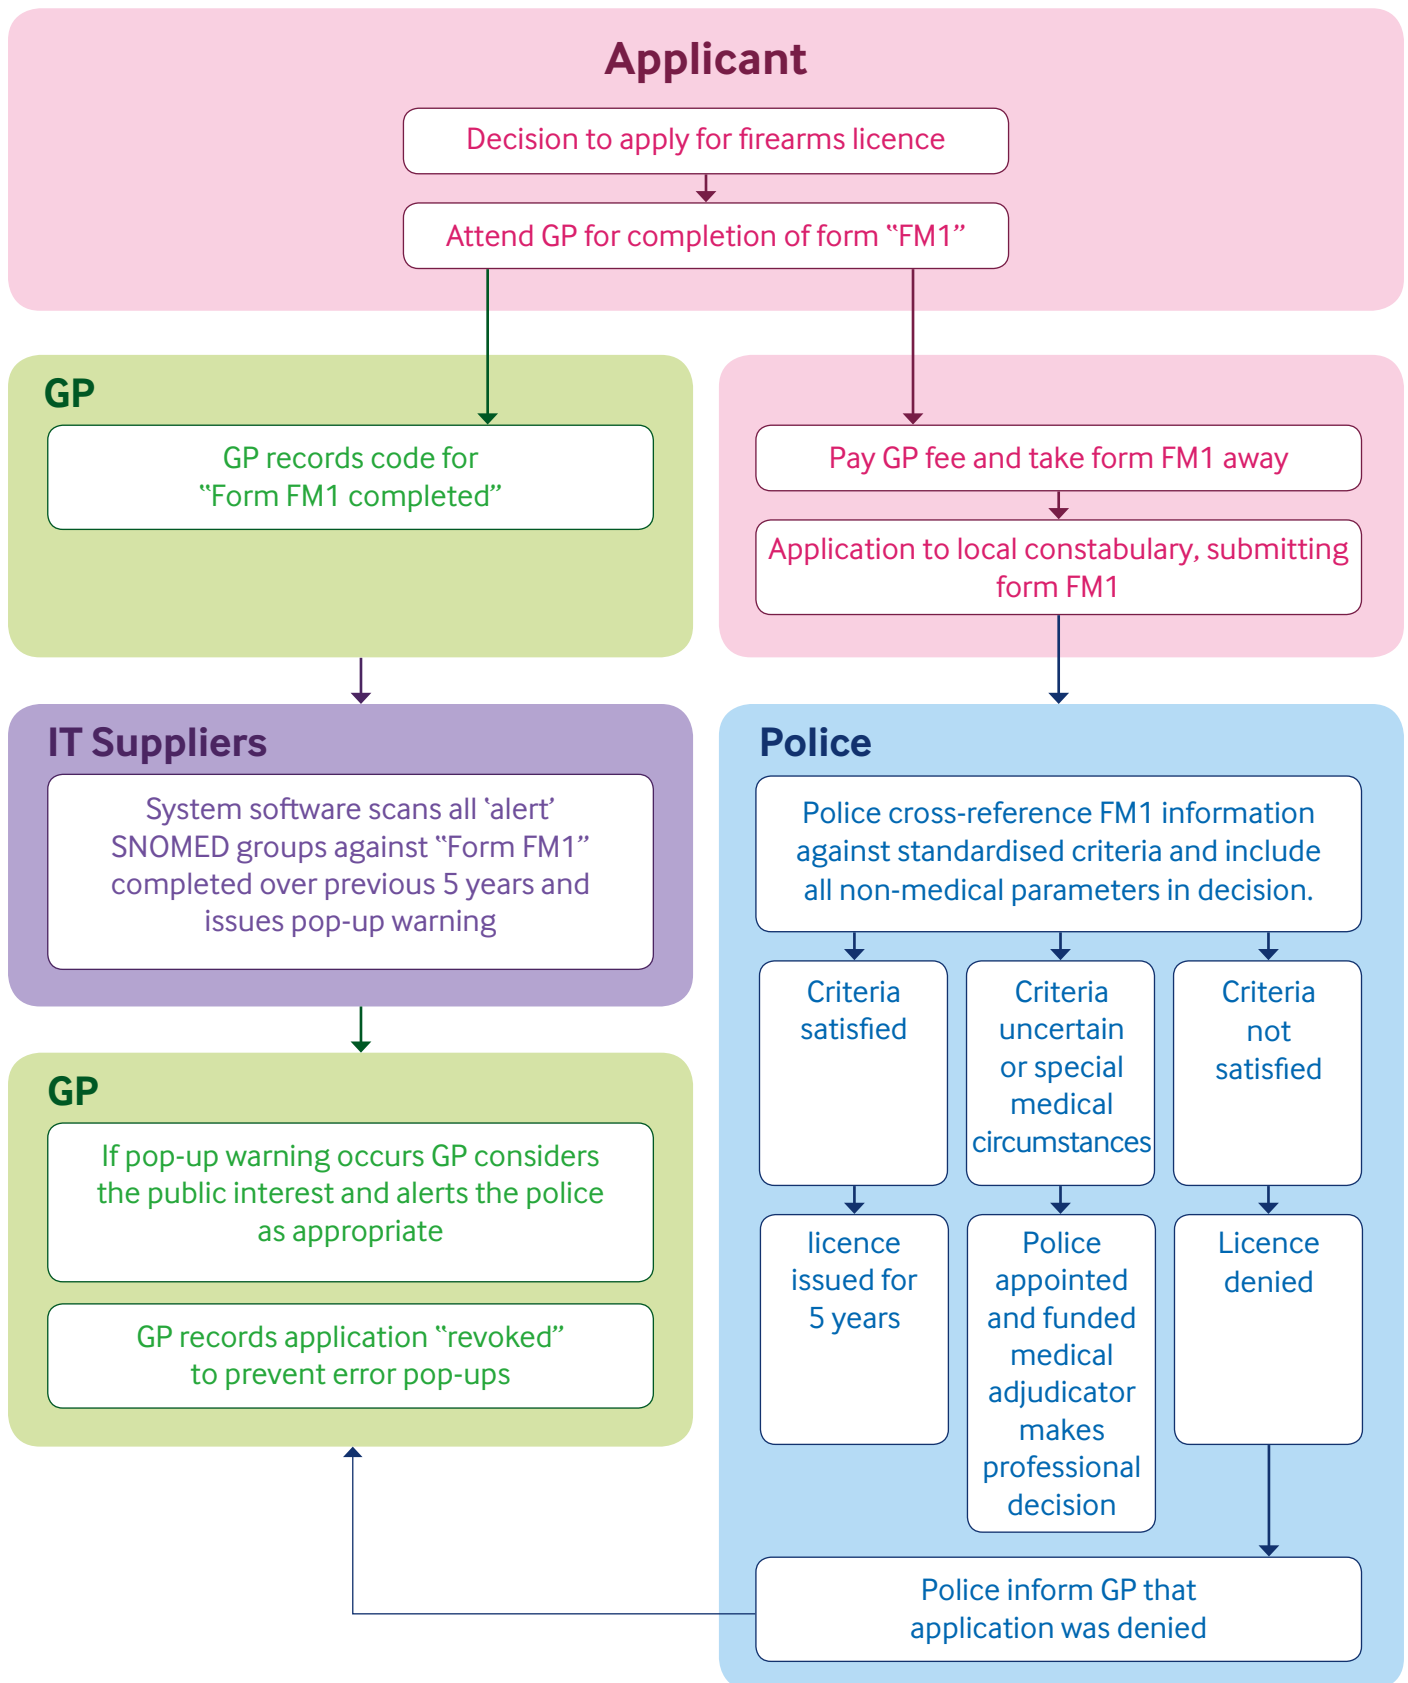 Applicant
Decision to apply for firearms licence
Attend GP for completion of form “FM1”
GP
GP records code for
“Form FM1 completed”
Pay GP fee and take form FM1 away
Application to local constabulary, submitting
form FM1
IT Suppliers
System software scans all ‘alert’
SNOMED groups against “Form FM1”
completed over previous 5 years and
issues pop-up warning
GP
If pop-up warning occurs GP considers
the public interest and alerts the police
as appropriate
GP records application “revoked”
to prevent error pop-ups
Police
Police cross-reference FM1 information
against standardised criteria and include
all non-medical parameters in decision.
Criteria
satisfied
Criteria
uncertain
or special
medical
circumstances
Criteria
not
satisfied
licence
issued for
5 years
Police
appointed
and funded
medical
adjudicator
makes
professional
decision
Licence
denied
Police inform GP that
application was denied